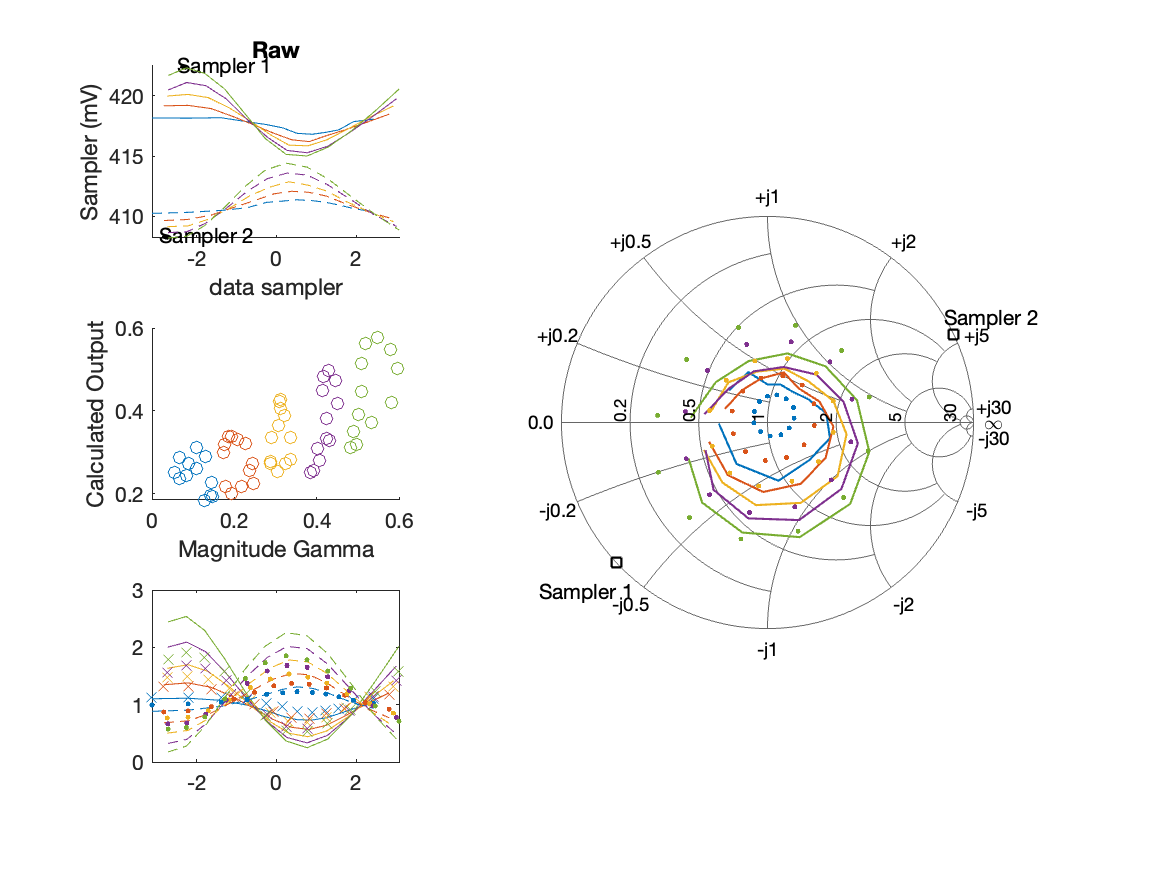 Raw
Sampler 1
420
415
410
Sampler (mV)
Sampler 2
-2
0
2
data sampler
0.6
0.4
0.2
Calculated Output
0
0.2
0.4
0.6
Magnitude Gamma
3
2
1
0
-2
0
2
+j1
+j0.5
+j2
Sampler 2
+j0.2
+j5
0.0
0.2
0.5
1
2
5
30
+j30
∞
-j30
-j0.2
-j5
Sampler 1
-j0.5
-j2
-j1